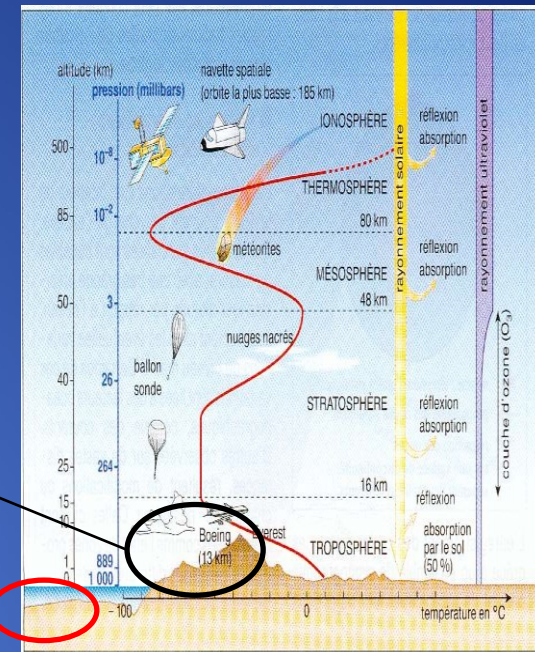 altitude (km)
pression (millibars)
navette spatiale
(orbite la plus basse : 185 km)
IONOSPHÈRE
réflexion
absorption
500
10-8
THERMOSPHÈRE
rayonnement solaire
rayonnement ultraviolet
85
10-2
80 km
météorites
réflexion
absorption
MÉSOSPHÈRE
50
3
48 km
nuages nacrés
ballon
sonde
couche d'ozone (O3)
40
26
STRATOSPHÈRE
réflexion
absorption
25
264
16 km
15
10
réflexion
Boeing
(13 km)
Everest
TROPOSPHÈRE
absorption
par le sol
(50 %)
889
1
0
1 000
- 100
0
température en °C